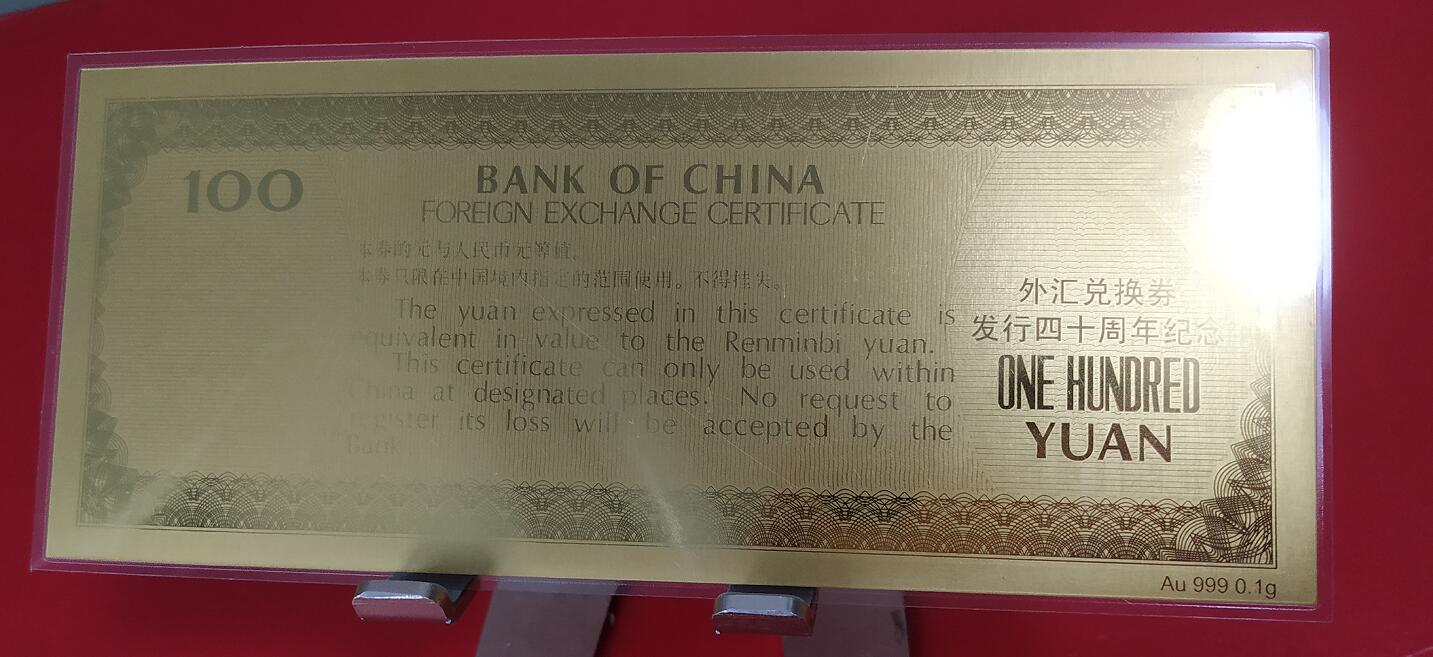 100
BANK OF CHINA
FOREIGN EXCHANGE CERTIFICATE
本券的元与人民币元等值。
本券只限在中国境内指定的范围使用。不得挂失。
The yuan expressed in this certificate is
equivalent in value to the Renminbi yuan.
This certificate can only be used within
China at designated places. No request to
register its loss will be accepted by the
Bank
外汇兑换券
发行四十周年纪念
ONE HUNDRED
YUAN
Au 999 0.1g